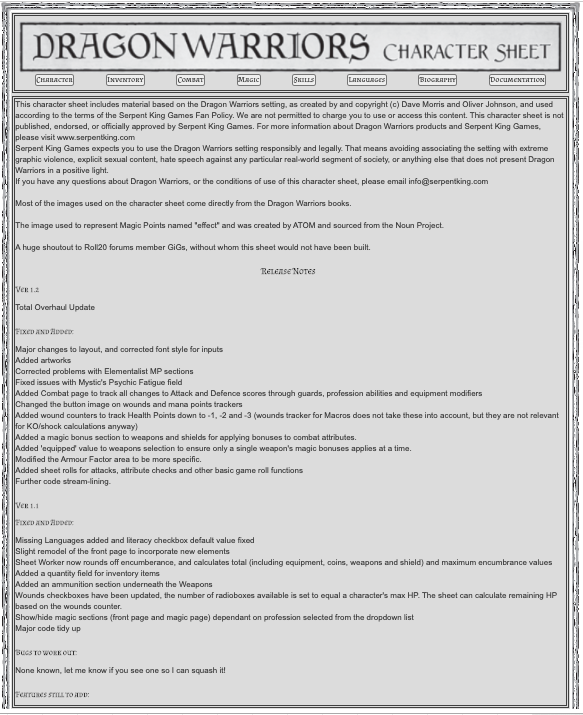 DRAGON WARRIORS CHARACTER SHEET
CHARACTER INVENTORY COMBAT MAGIC SKILLS LANGUAGES BIOGRAPHY DOCUMENTATION
This character sheet includes material based on the Dragon Warriors setting, as created by and copyright (c) Dave Morris and Oliver Johnson, and used
according to the terms of the Serpent King Games Fan Policy. We are not permitted to charge you to use or access this content. This character sheet is not
published, endorsed, or officially approved by Serpent King Games. For more information about Dragon Warriors products and Serpent King Games,
please visit www.serpentking.com
Serpent King Games expects you to use the Dragon Warriors setting responsibly and legally. That means avoiding associating the setting with extreme
graphic violence, explicit sexual content, hate speech against any particular real-world segment of society, or anything else that does not present Dragon
Warriors in a positive light.
If you have any questions about Dragon Warriors, or the conditions of use of this character sheet, please email info@serpentking.com
Most of the images used on the character sheet come directly from the Dragon Warriors books.
The image used to represent Magic Points named "effect" and was created by ATOM and sourced from the Noun Project.
A huge shoutout to Roll20 forums member GiGs, without whom this sheet would not have been built.
RELEASE NOTES
VER 1.2
Total Overhaul Update
FIXED AND ADDED:
Major changes to layout, and corrected font style for inputs
Added artworks
Corrected problems with Elementalist MP sections
Fixed issues with Mystic's Psychic Fatigue field
Added Combat page to track all changes to Attack and Defence scores through guards, profession abilities and equipment modifiers
Changed the button image on wounds and mana points trackers
Added wound counters to track Health Points down to -1, -2 and -3 (wounds tracker for Macros does not take these into account, but they are not relevant
for KO/shock calculations anyway)
Added a magic bonus section to weapons and shields for applying bonuses to combat attributes.
Added 'equipped' value to weapons selection to ensure only a single weapon's magic bonuses applies at a time.
Modified the Armour Factor area to be more specific.
Added sheet rolls for attacks, attribute checks and other basic game roll functions
Further code stream-lining.
VER 1.1
FIXED AND ADDED:
Missing Languages added and literacy checkbox default value fixed
Slight remodel of the front page to incorporate new elements
Sheet Worker now rounds off encumberance, and calculates total (including equipment, coins, weapons and shield) and maximum encumbrance values
Added a quantity field for inventory items
Added an ammunition section underneath the Weapons
Wounds checkboxes have been updated, the number of radioboxes available is set to equal a character's max HP. The sheet can calculate remaining HP
based on the wounds counter.
Show/hide magic sections (front page and magic page) dependant on profession selected from the dropdown list
Major code tidy up
BUGS TO WORK OUT:
None known, let me know if you see one so I can squash it!
FEATURES STILL TO ADD: